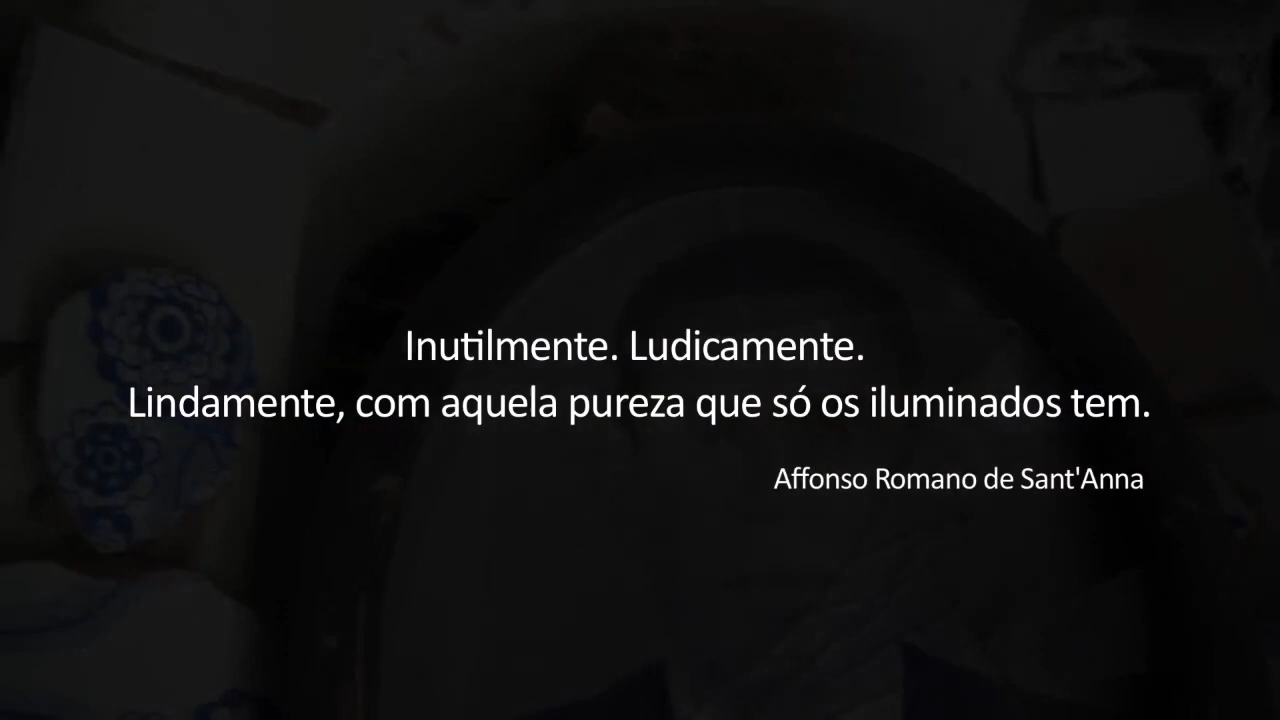 Inutilmente. Ludicamente.
Lindamente, com aquela pureza que só os iluminados tem.
Affonso Romano de Sant'Anna